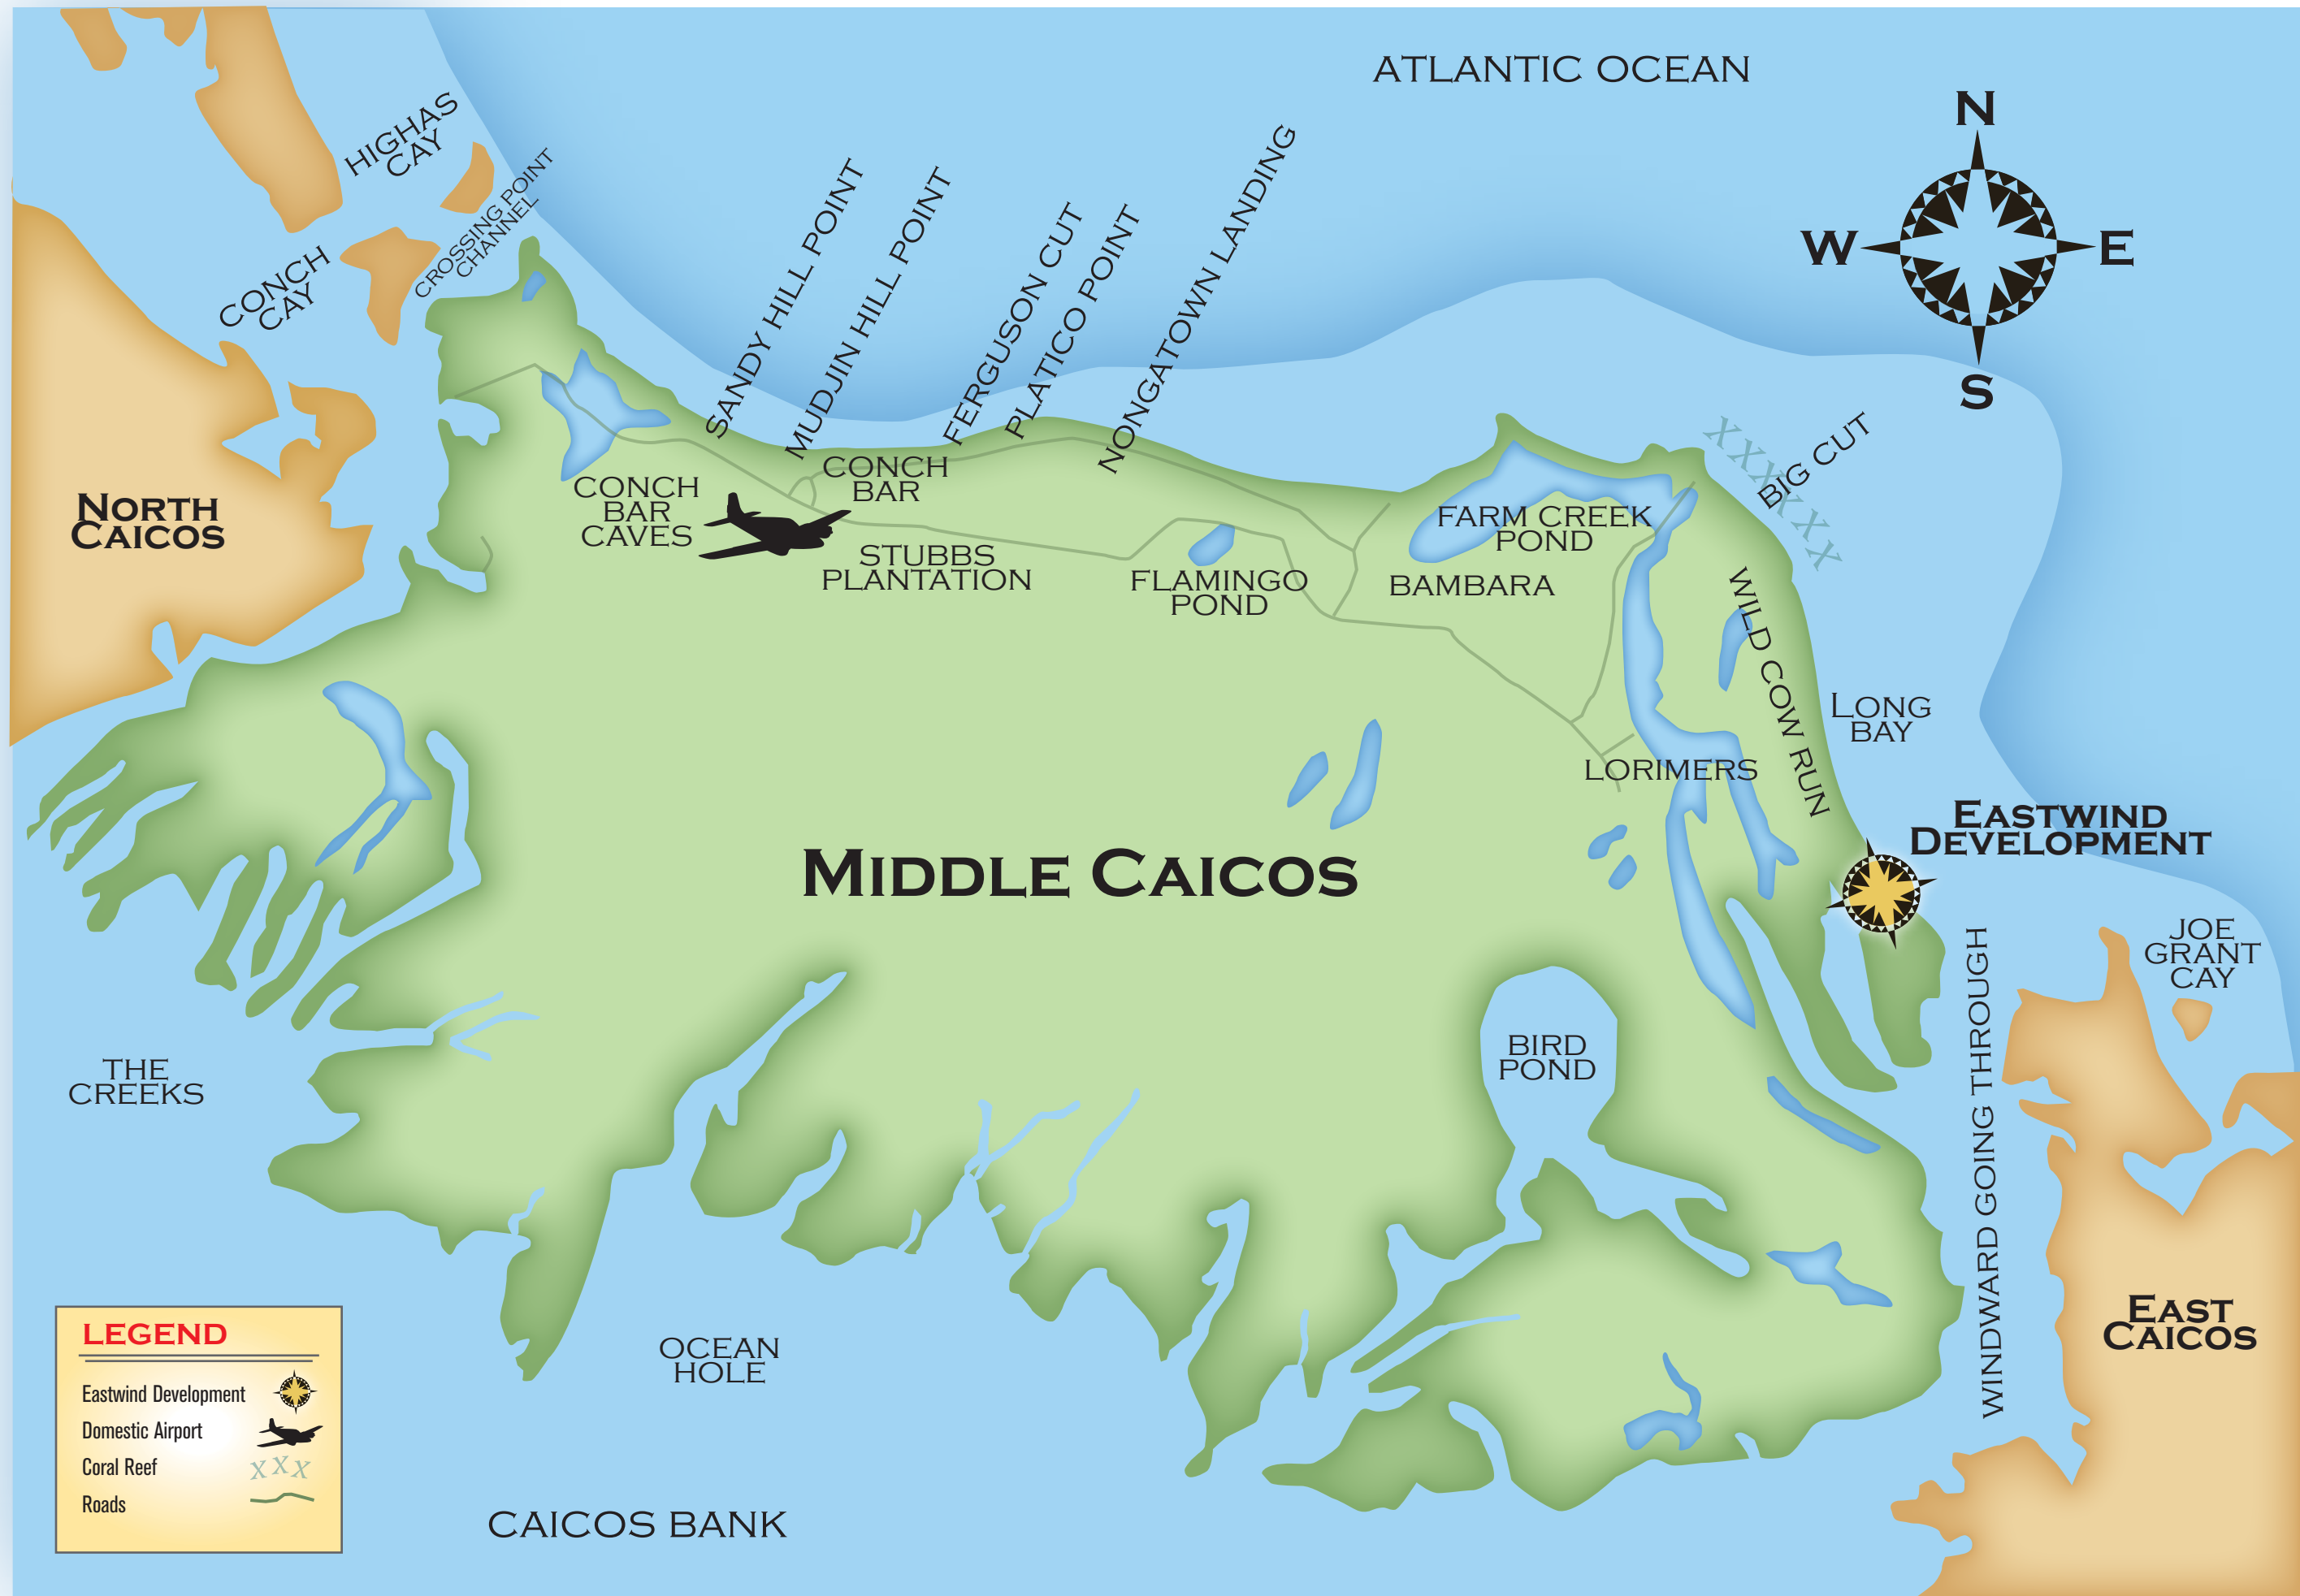 ATLANTIC OCEAN
N
W
E
S
HIGHAS
CAY
CROSSING POINT
CHANNEL
CONCH
CAY
SANDY HILL POINT
MUDJIN HILL POINT
FERGUSON CUT
PLATICO POINT
NONGATOWN LANDING
BIG CUT
XXXXXX
NORTH
CAICOS
CONCH
BAR
CAVES
CONCH
BAR
STUBBS
PLANTATION
FLAMINGO
POND
FARM CREEK
POND
BAMBARA
WILD COW RUN
LONG
BAY
LORIMERS
EASTWIND
DEVELOPMENT
MIDDLE CAICOS
JOE
GRANT
CAY
WINDWARD GOING THROUGH
BIRD
POND
THE
CREEKS
EAST
CAICOS
OCEAN
HOLE
CAICOS BANK
LEGEND
Eastwind Development
Domestic Airport
Coral Reef XXX
Roads